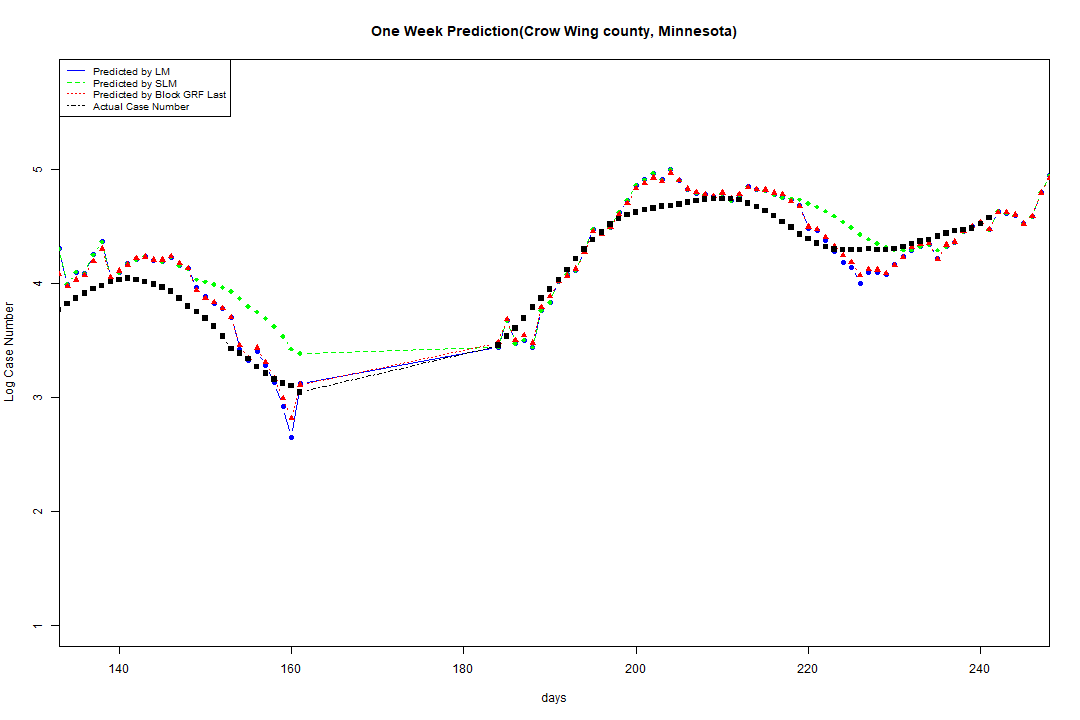 One Week Prediction(Crow Wing county, Minnesota)
Predicted by LM
Predicted by SLM
Predicted by Block GRF Last
Actual Case Number
5
4
3
2
1
Log Case Number
140 160 180 200 220 240
days